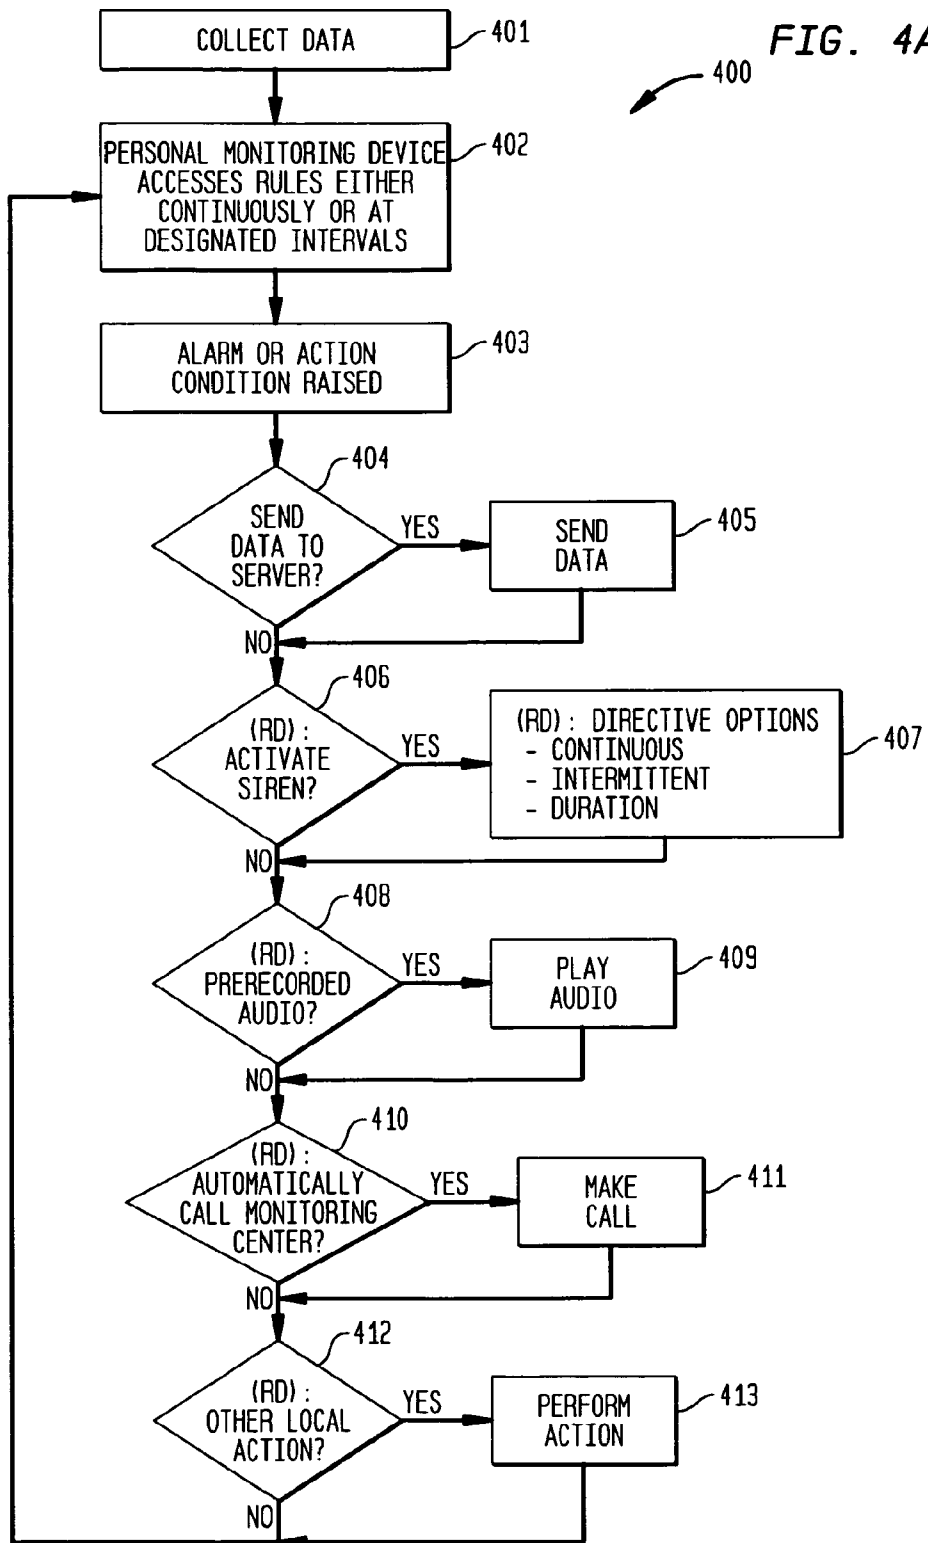 FIG. 4A
400
COLLECT DATA
401
PERSONAL MONITORING DEVICE
ACCESSES RULES EITHER
CONTINUOUSLY OR AT
DESIGNATED INTERVALS
402
ALARM OR ACTION
CONDITION RAISED
403
404
SEND
DATA TO
SERVER?
YES
SEND
DATA
405
NO
406
(RD):
ACTIVATE
SIREN?
YES
(RD): DIRECTIVE OPTIONS
- CONTINUOUS
- INTERMITTENT
- DURATION
407
NO
408
(RD):
PRERECORDED
AUDIO?
YES
PLAY
AUDIO
409
NO
410
(RD):
AUTOMATICALLY
CALL MONITORING
CENTER?
YES
MAKE
CALL
411
NO
412
(RD):
OTHER LOCAL
ACTION?
YES
PERFORM
ACTION
413
NO